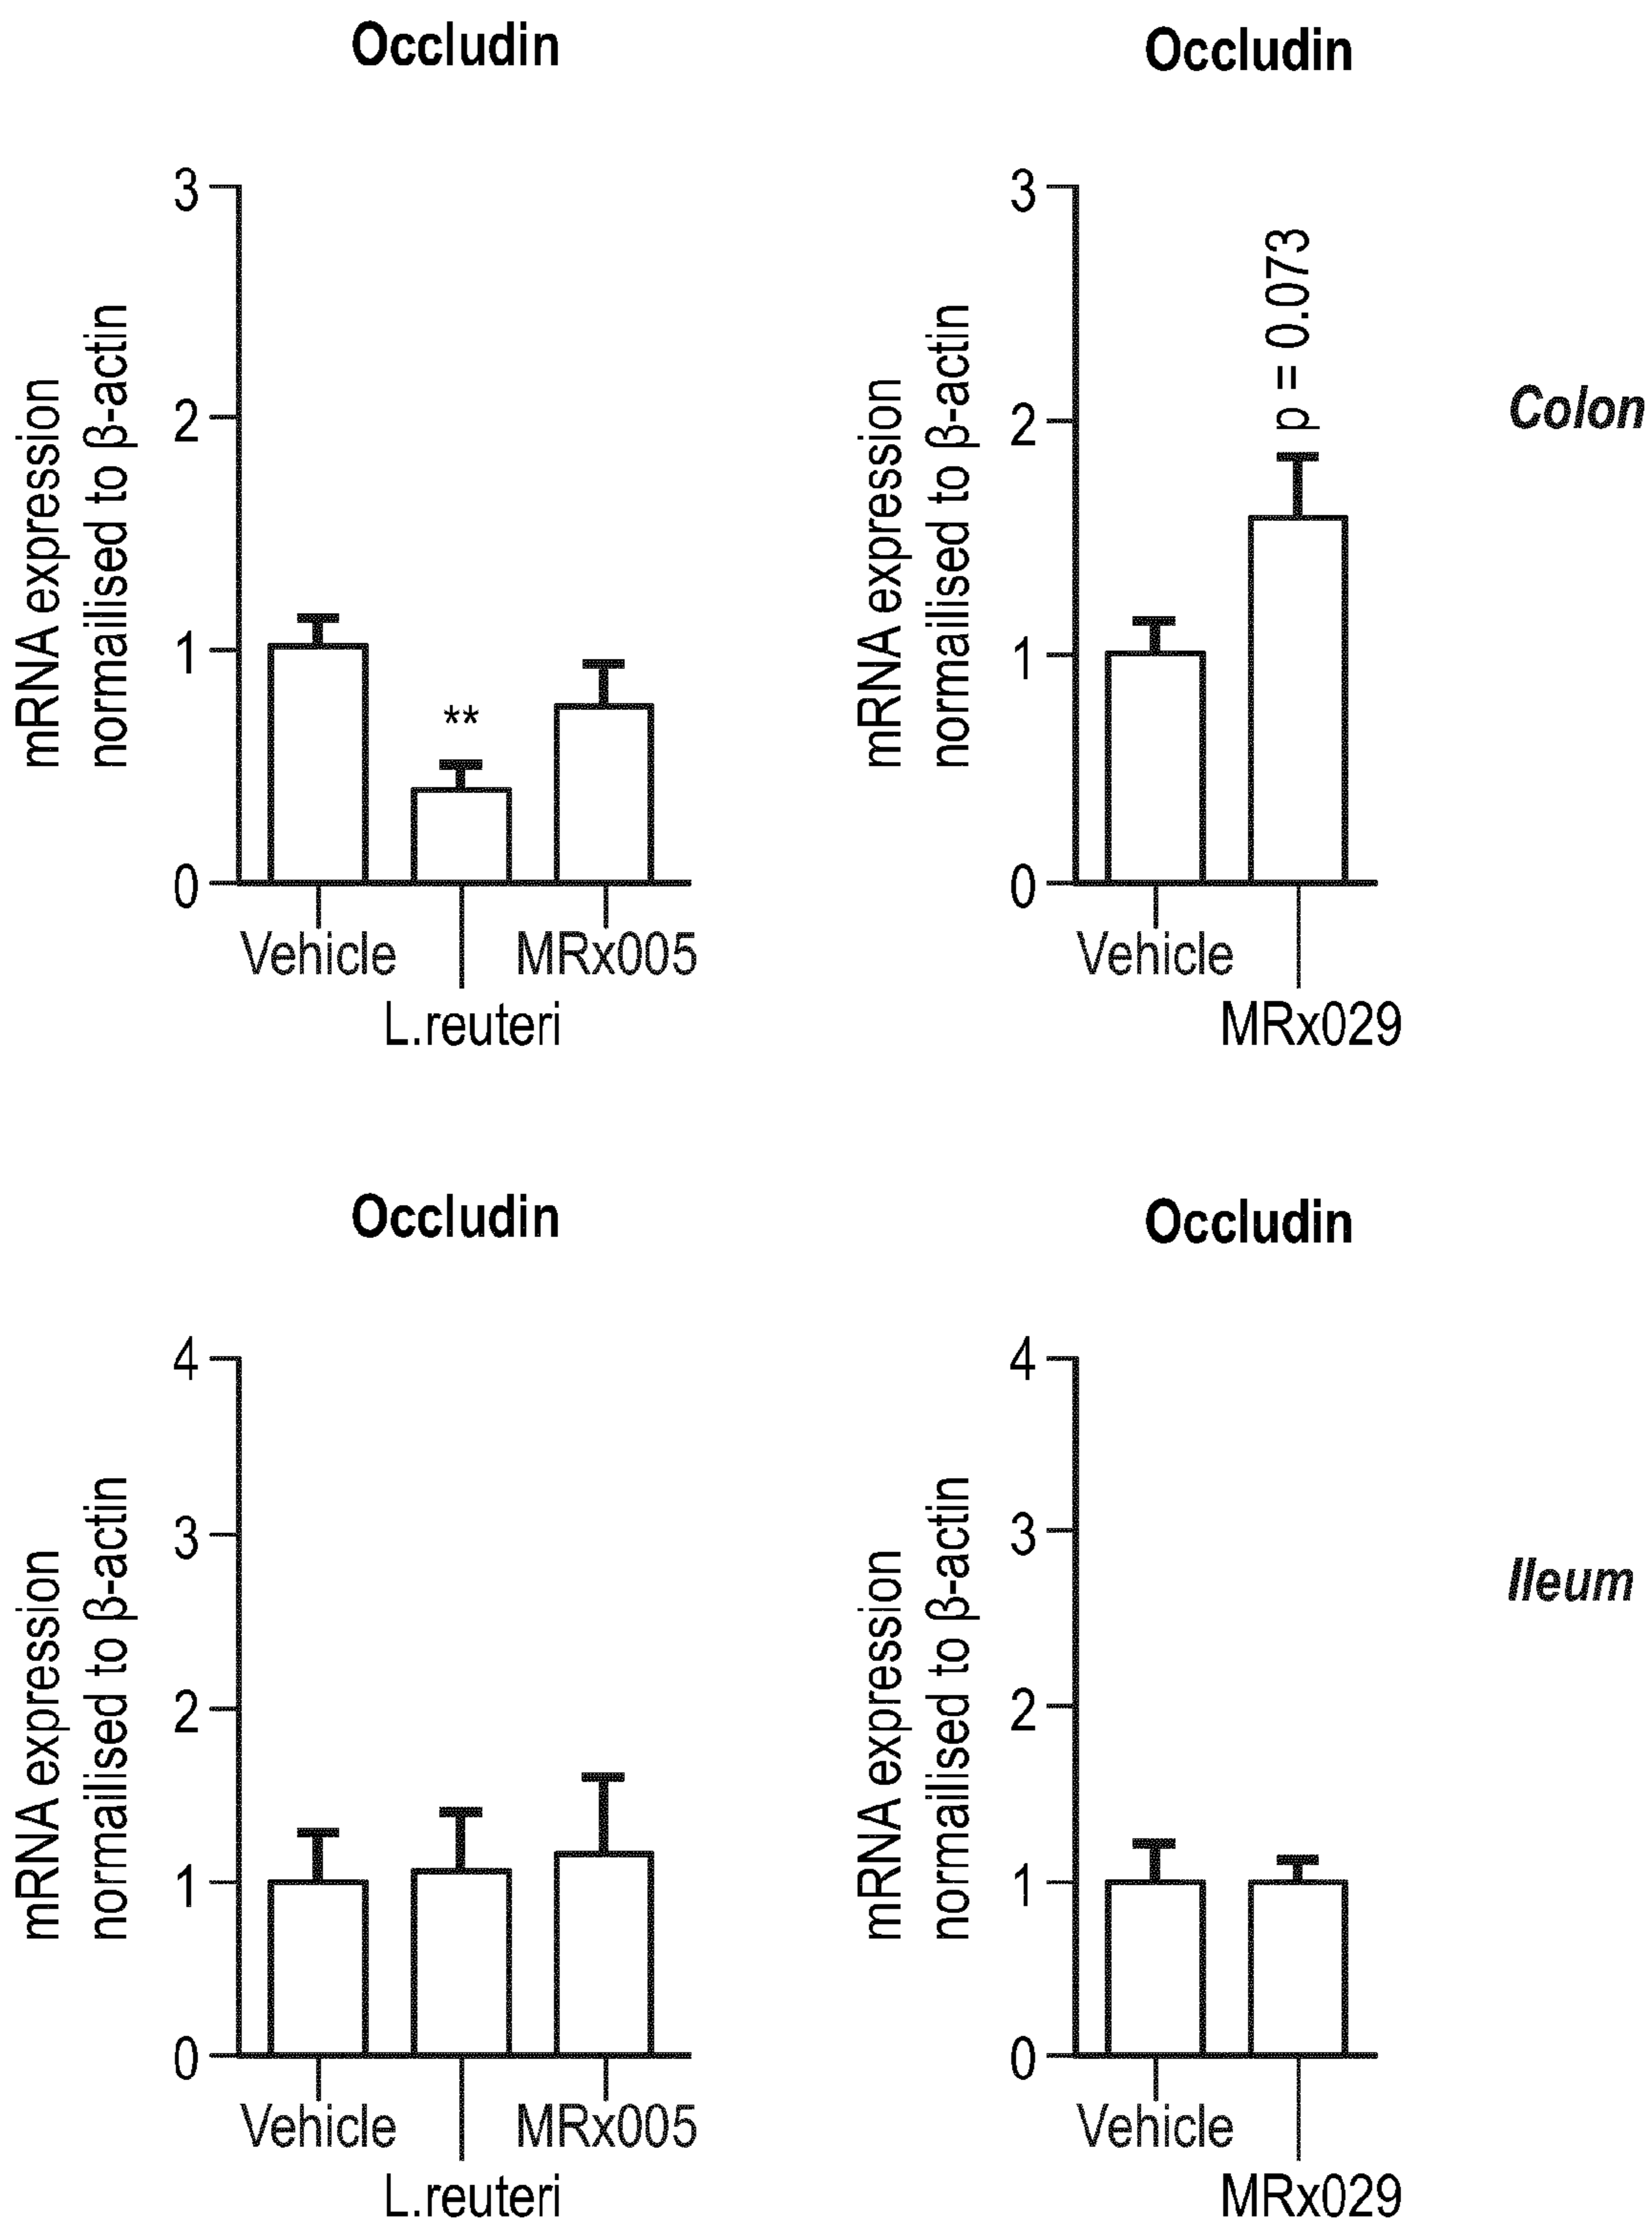 Occludin
mRNA expression
normailised to β-actin
3
2
1
0
**
Vehicle
L.reuteri
MRx005
Occludin
mRNA expression
normailised to β-actin
3
2
1
0
p = 0.073
Vehicle
MRx029
Colon
Occludin
mRNA expression
normailised to β-actin
4
3
2
1
0
Vehicle
L.reuteri
MRx005
Occludin
mRNA expression
normailised to β-actin
4
3
2
1
0
Vehicle
MRx029
Ileum